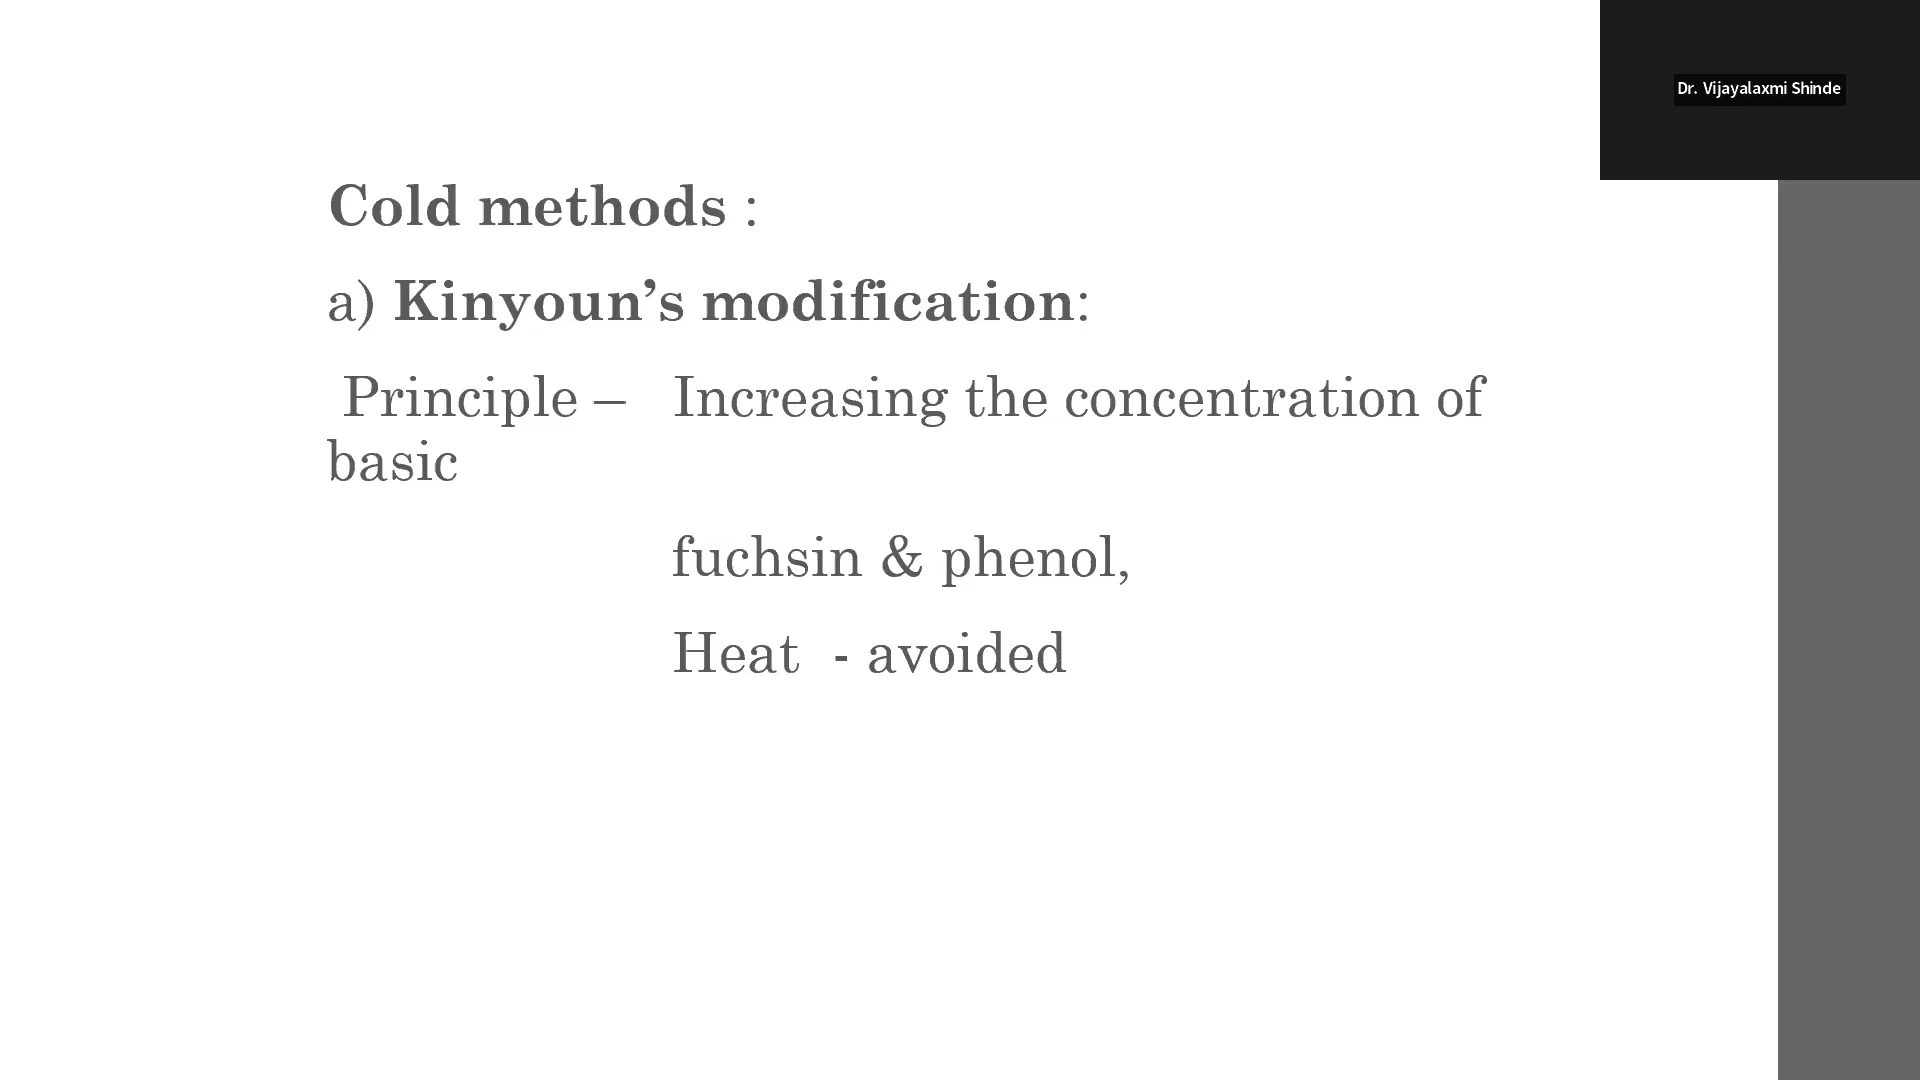 Dr. Vijayalaxmi Shinde
Cold methods :
a) Kinyoun’s modification:
Principle – Increasing the concentration of
basic
fuchsin & phenol,
Heat - avoided